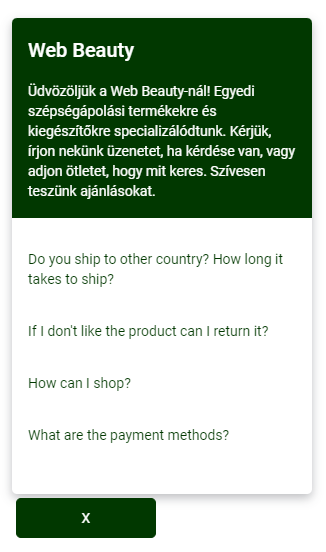 Web Beauty
Üdvözöljük a Web Beauty-nál! Egyedi
szépségápolási termékekre és
kiegészítőkre specializálódtunk. Kérjük,
írjon nekünk üzenetet, ha kérdése van, vagy
adjon ötletet, hogy mit keres. Szívesen
teszünk ajánlásokat.
Do you ship to other country? How long it
takes to ship?
If I don't like the product can I return it?
How can I shop?
What are the payment methods?
X